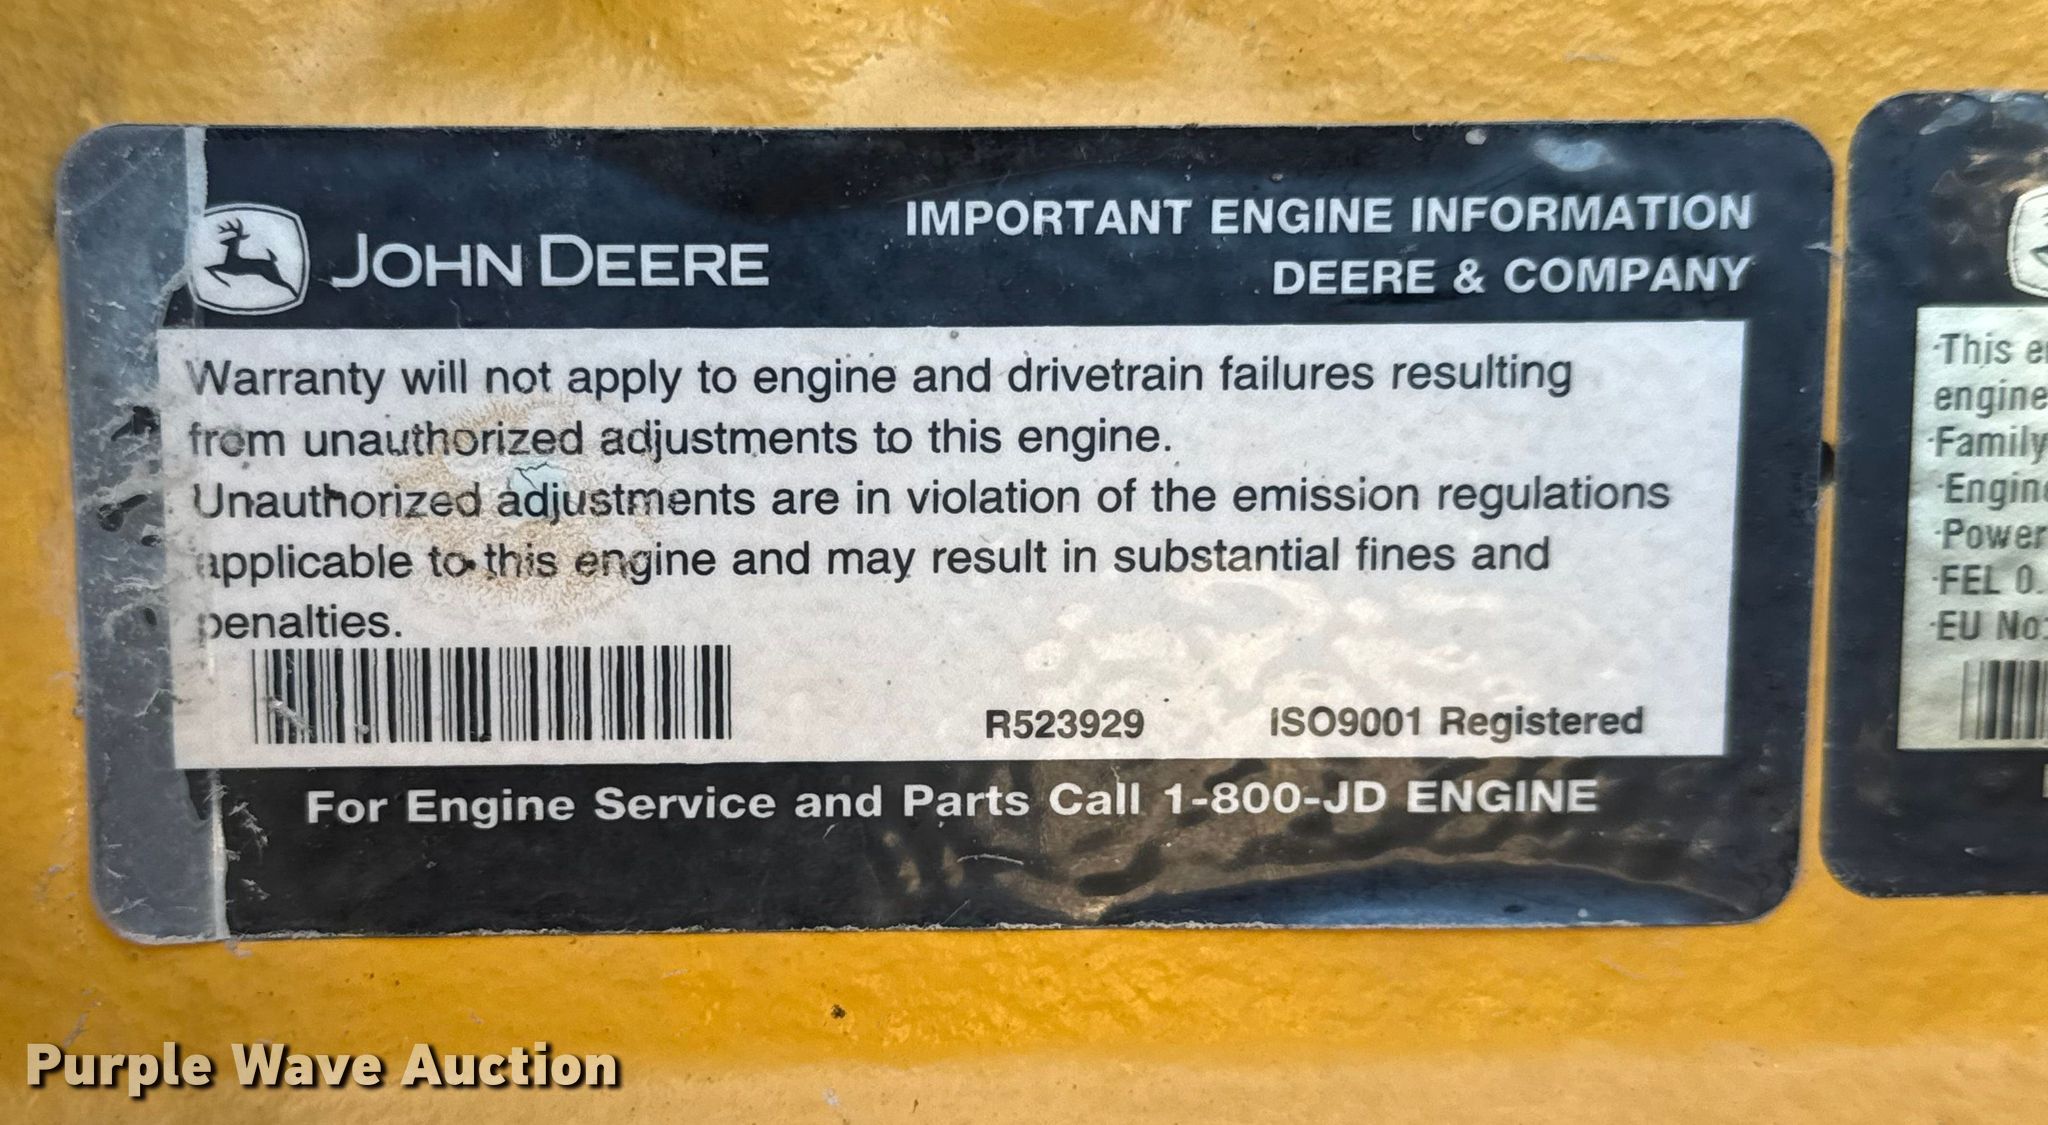 JOHN DEERE
IMPORTANT ENGINE INFORMATION
DEERE & COMPANY
Warranty will not apply to engine and drivetrain failures resulting
from unauthorized adjustments to this engine.
Unauthorized adjustments are in violation of the emission regulations
applicable to this engine and may result in substantial fines and
penalties.
R523929 ISO9001 Registered
For Engine Service and Parts Call 1-800-JD ENGINE
·This
engine
·Family
·Engine
·Power
·FEL 0.
·EU No:
Purple Wave Auction